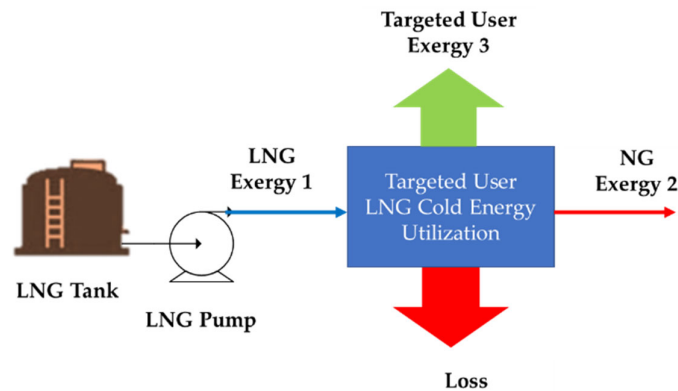 Targeted User
Exergy 3
LNG
Exergy 1
NG
Exergy 2
Targeted User
LNG Cold Energy
Utilization
LNG Tank
LNG Pump
Loss